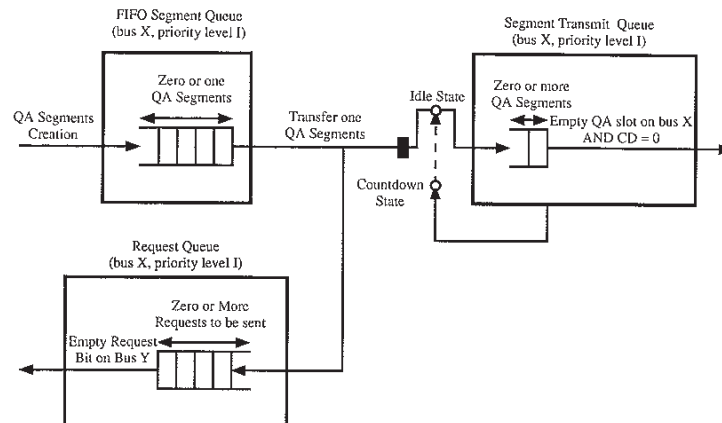 FIFO Segment Queue
(bus X, priority level I)
Zero or one
QA Segments
QA Segments
Creation
Transfer one
QA Segments
Idle State
Countdown
State
Segment Transmit Queue
(bus X, priority level I)
Zero or more
QA Segments
Empty QA slot on bus X
AND CD = 0
Request Queue
(bus X, priority level I)
Zero or More
Requests to be sent
Empty Request
Bit on Bus Y